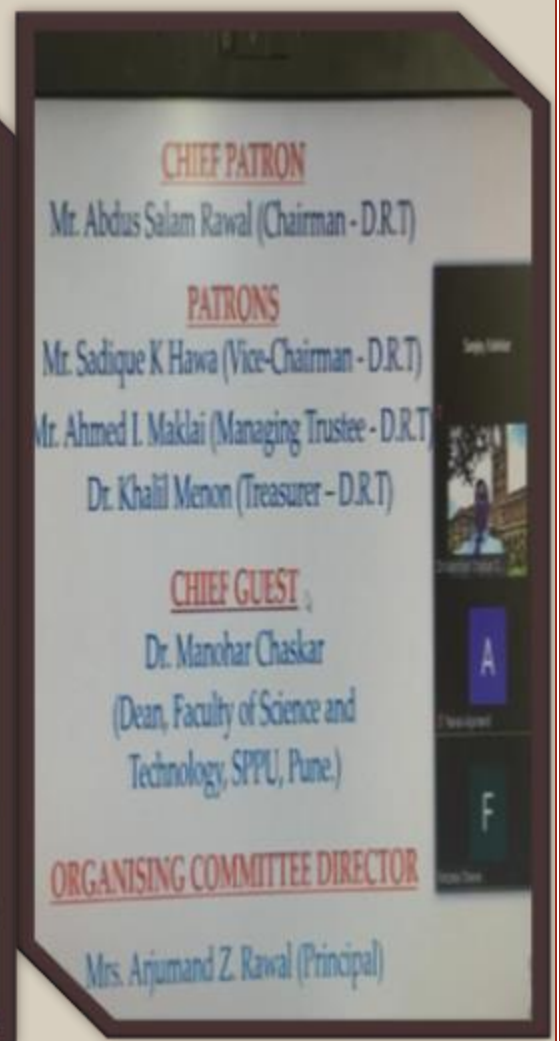 CHIEF PATRON
Mr. Abdus Salam Rawal (Chairman - D.R.T)
PATRONS
Mr. Sadique K Hawa (Vice-Chairman - D.R.T)
Mr. Ahmed I. Maklai (Managing Trustee - D.R.T)
Dr. Khalil Menon (Treasurer – D.R.T)
CHIEF GUEST
Dr. Manohar Chaskar
(Dean, Faculty of Science and
Technology, SPPU, Pune.)
ORGANISING COMMITTEE DIRECTOR
Mrs. Arjumand Z. Rawal (Principal)
A
F